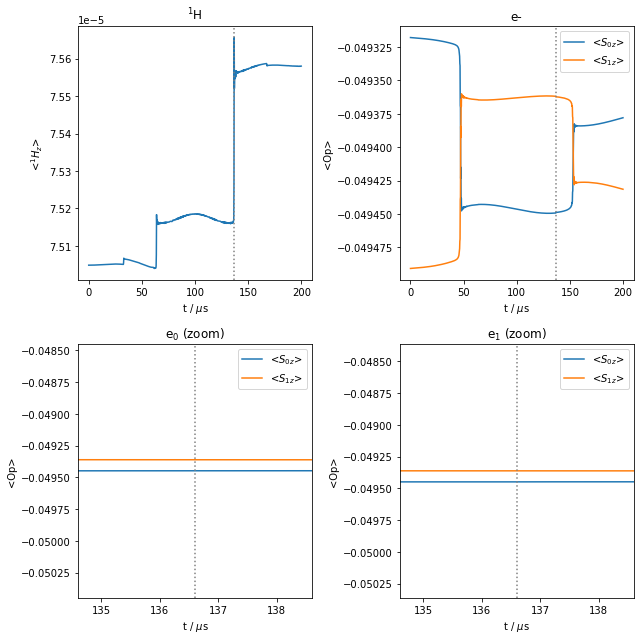 ¹H
1e−5
7.56
7.55
7.54
7.53
7.52
7.51
<¹H_z>
0 50 100 150 200
t / μs
e-
−0.049325
−0.049350
−0.049375
−0.049400
−0.049425
−0.049450
−0.049475
<Op>
<S₀z>
<S₁z>
0 50 100 150 200
t / μs
e₀ (zoom)
−0.04850
−0.04875
−0.04900
−0.04925
−0.04950
−0.04975
−0.05000
−0.05025
<Op>
<S₀z>
<S₁z>
135 136 137 138
t / μs
e₁ (zoom)
−0.04850
−0.04875
−0.04900
−0.04925
−0.04950
−0.04975
−0.05000
−0.05025
<Op>
<S₀z>
<S₁z>
135 136 137 138
t / μs